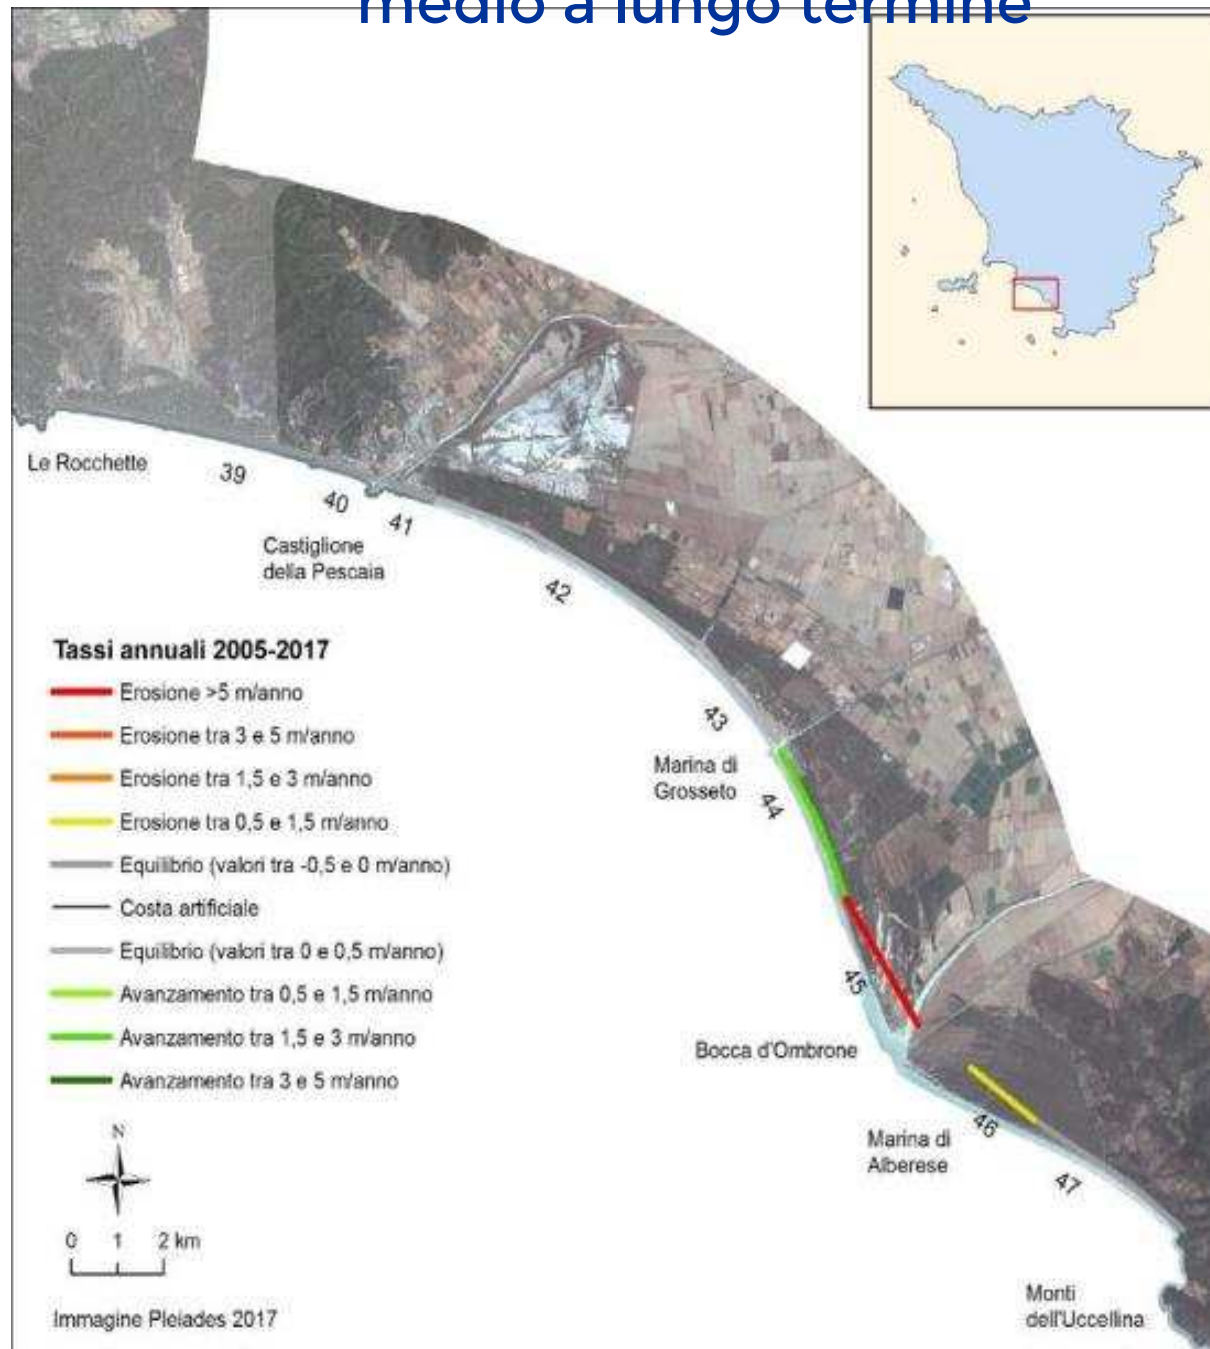 medio a lungo termine
Le Rocchette
39
40
41
Castiglione
della Pescaia
42
Tassi annuali 2005-2017
Erosione >5 m/anno
Erosione tra 3 e 5 m/anno
Erosione tra 1,5 e 3 m/anno
Erosione tra 0,5 e 1,5 m/anno
Equilibrio (valori tra -0,5 e 0 m/anno)
Costa artificiale
Equilibrio (valori tra 0 e 0,5 m/anno)
Avanzamento tra 0,5 e 1,5 m/anno
Avanzamento tra 1,5 e 3 m/anno
Avanzamento tra 3 e 5 m/anno
43
Marina di
Grosseto
44
45
Bocca d'Ombrone
46
Marina di
Alberese
47
N
0 1 2 km
Immagine Pleiades 2017
Monti
dell'Uccellina